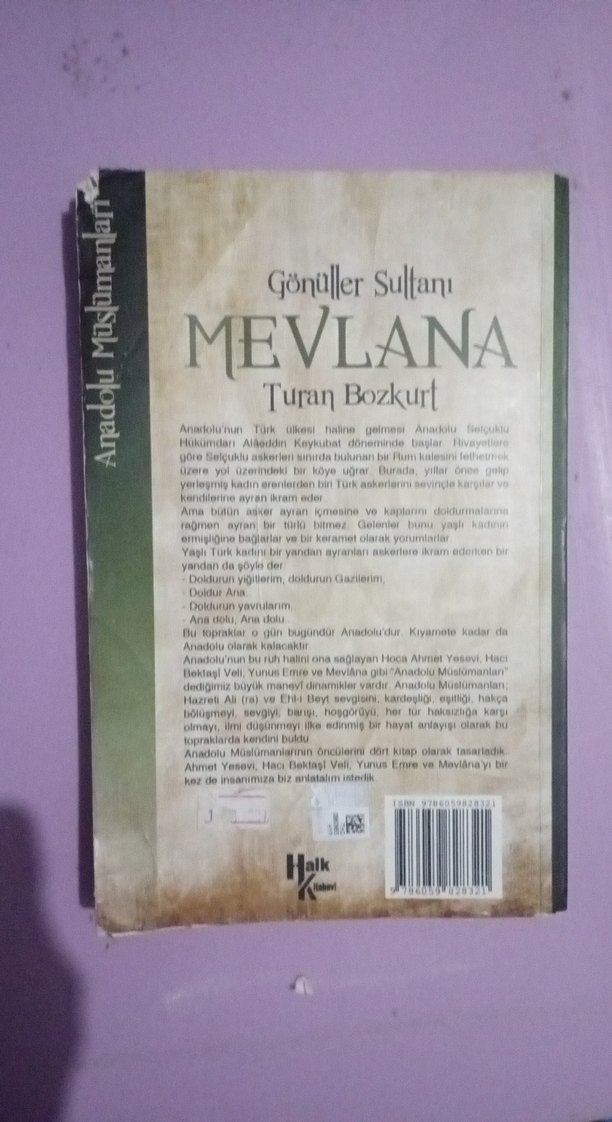 Anadolu Müslümanları
Gönüller Sultanı
MEVLANA
Turan Bozkurt
Anadolu'nun Türk ülkesi haline gelmesi Anadolu Selçuklu
Hükümdarı Alâeddin Keykubat döneminde başlar. Rivayetlere
göre Selçuklu askerleri sınırda bulunan bir Rum kalesini fethetmek
üzere yol üzerindeki bir köye uğrar. Burada, yıllar önce gelip
yerleşmiş kadın erenlerden biri Türk askerlerini sevinçle karşılar ve
kendilerine ayran ikram eder.
Ama bütün asker ayran içmesine ve kaplarını doldurmalarına
rağmen ayran bir türlü bitmez. Gelenler bunu yaşlı kadının
ermişliğine bağlarlar ve bir keramet olarak yorumlarlar.
Yaşlı Türk kadını bir yandan ayranları askerlere ikram ederken bir
yandan da şöyle der
- Doldurun yiğitlerim, doldurun Gazilerim,
- Doldur Ana.
- Doldurun yavrularım,
- Ana dolu, Ana dolu.
Bu topraklar o gün bugündür Anadolu'dur. Kıyamete kadar da
Anadolu olarak kalacaktır.
Anadolu'nun bu ruh halini ona sağlayan Hoca Ahmet Yesevi, Hacı
Bektaşî Veli, Yunus Emre ve Mevlâna gibi "Anadolu Müslümanları"
dediğimiz büyük manevî dinamikler vardır. Anadolu Müslümanları;
Hazreti Ali (ra) ve Ehl-i Beyt sevgisini, kardeşliği, eşitliği, hakça
bölüşmeyi, sevgiyi, barışı, hoşgörüyü, her tür haksızlığa karşı
olmayı, ilmi düşünmeyi ilke edinmiş bir hayat anlayışı olarak bu
topraklarda kendini buldu.
Anadolu Müslümanlarının öncülerini dört kitap olarak tasarladık.
Ahmet Yesevi, Hacı Bektaşî Veli, Yunus Emre ve Mevlâna'yı bir
kez de insanımıza biz anlatalım istedik.
ISBN 9786059828321
9 786059 828321
Halk
Kitabevi